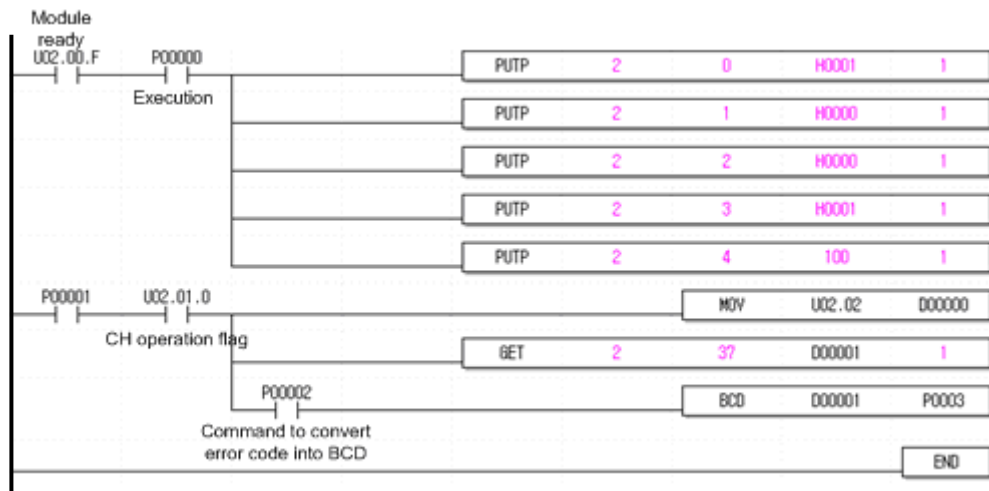 Module
ready
U02.00.F P00000
PUTP 2 0 H0001 1
Execution
PUTP 2 1 H0000 1
PUTP 2 2 H0000 1
PUTP 2 3 H0001 1
PUTP 2 4 100 1
P00001 U02.01.0
MOV U02.02 D00000
CH operation flag
GET 2 37 D00001 1
P00002
BCD D00001 P0003
Command to convert
error code into BCD
END